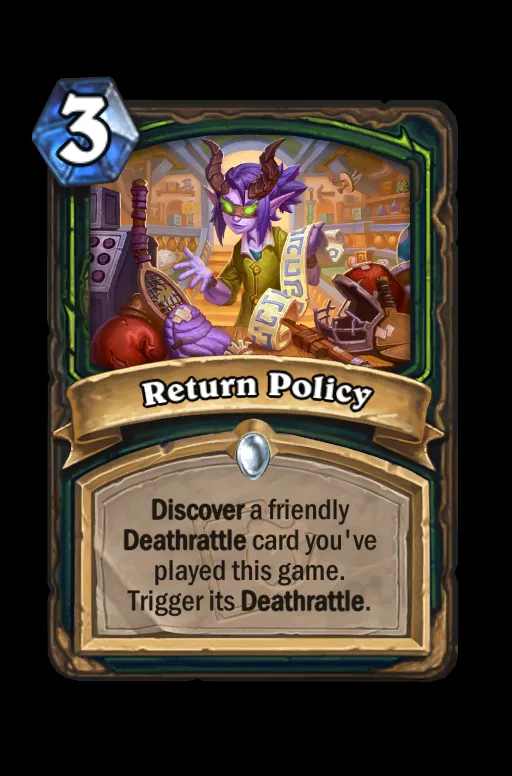 3
Return Policy
Discover a friendly
Deathrattle card you've
played this game.
Trigger its Deathrattle.